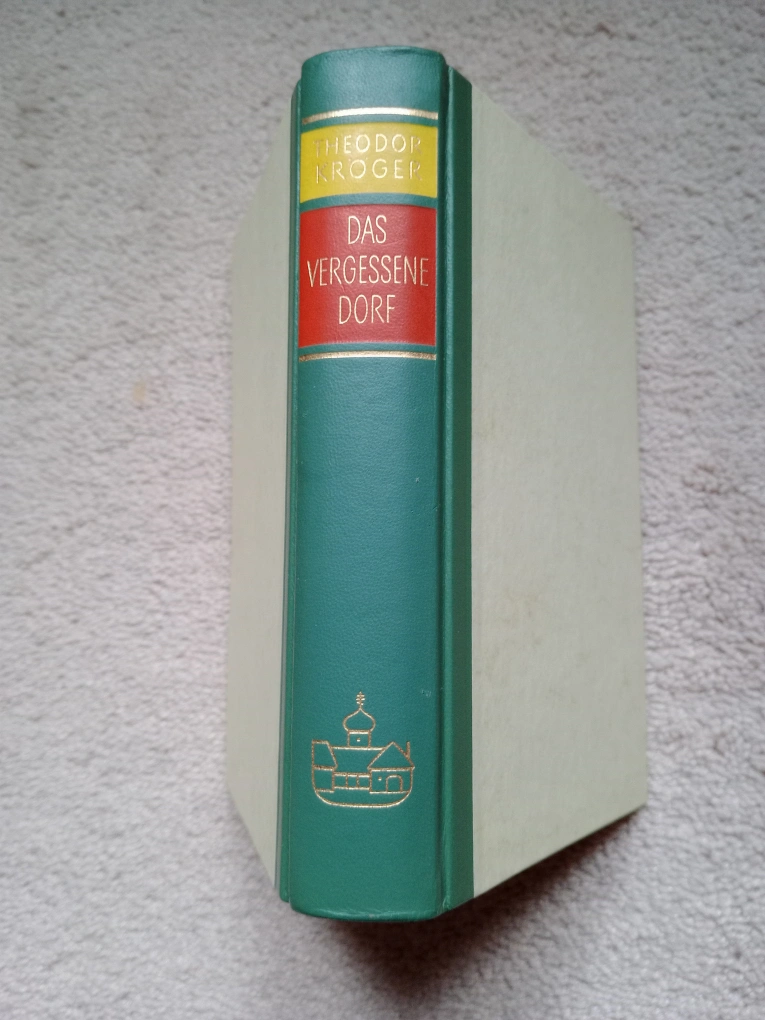 THEODOR
KRÖGER
DAS
VERGESSENE
DORF